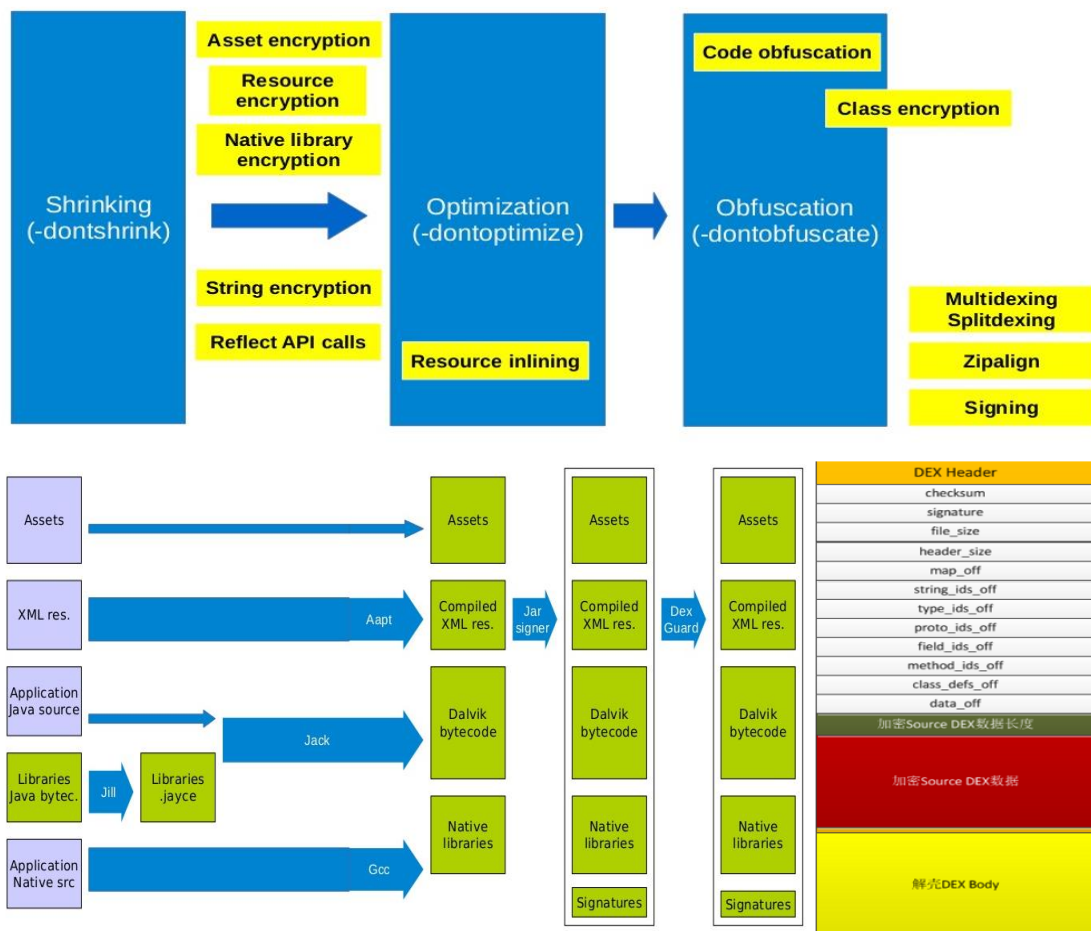 Shrinking
(-dontshrink)
Asset encryption
Resource
encryption
Native library
encryption
String encryption
Reflect API calls
Optimization
(-dontoptimize)
Resource inlining
Code obfuscation
Class encryption
Obfuscation
(-dontobfuscate)
Multidexing
Splitdexing
Zipalign
Signing
Assets
XML res.
Application
Java source
Libraries
Java bytec.
Application
Native src
Jill
Libraries
.jayce
Aapt
Jack
Gcc
Assets
Compiled
XML res.
Dalvik
bytecode
Native
libraries
Jar
signer
Assets
Compiled
XML res.
Dalvik
bytecode
Native
libraries
Signatures
Dex
Guard
Assets
Compiled
XML res.
Dalvik
bytecode
Native
libraries
Signatures
DEX Header
checksum
signature
file_size
header_size
map_off
string_ids_off
type_ids_off
proto_ids_off
field_ids_off
method_ids_off
class_defs_off
data_off
加密Source DEX数据长度
加密Source DEX数据
解壳DEX Body